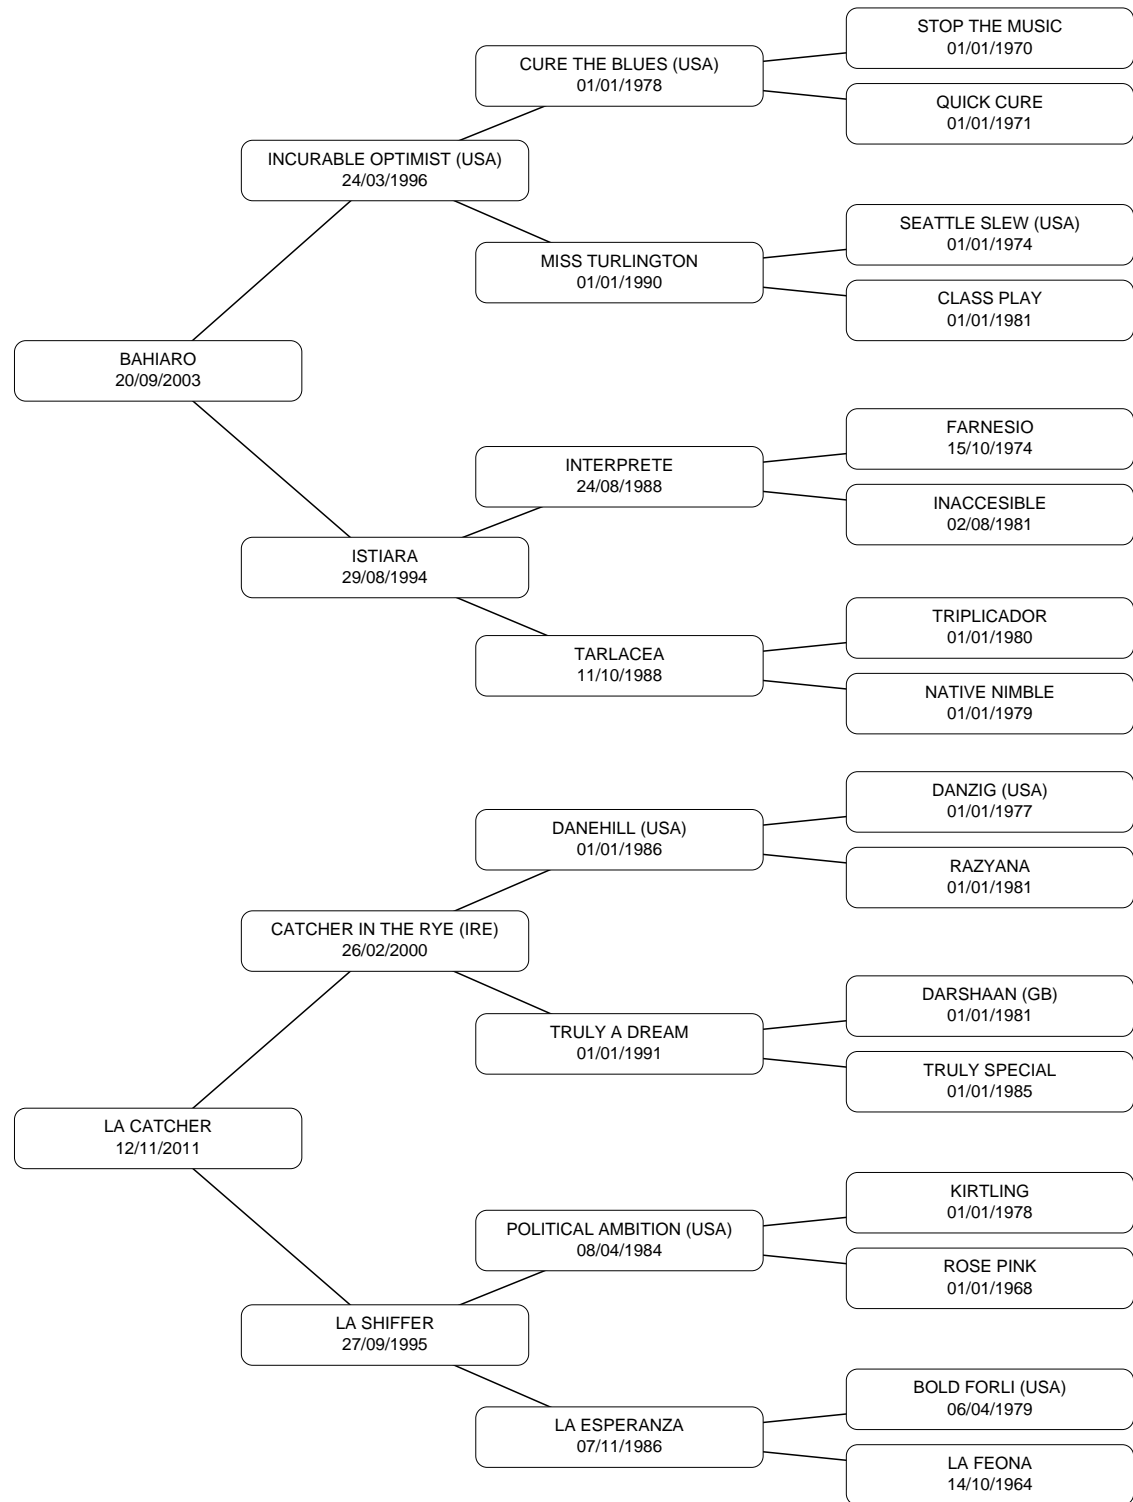 STOP THE MUSIC
01/01/1970
CURE THE BLUES (USA)
01/01/1978
QUICK CURE
01/01/1971
INCURABLE OPTIMIST (USA)
24/03/1996
SEATTLE SLEW (USA)
01/01/1974
MISS TURLINGTON
01/01/1990
CLASS PLAY
01/01/1981
BAHIARO
20/09/2003
FARNESIO
15/10/1974
INTERPRETE
24/08/1988
INACCESIBLE
02/08/1981
ISTIARA
29/08/1994
TRIPLICADOR
01/01/1980
TARLACEA
11/10/1988
NATIVE NIMBLE
01/01/1979
DANZIG (USA)
01/01/1977
DANEHILL (USA)
01/01/1986
RAZYANA
01/01/1981
CATCHER IN THE RYE (IRE)
26/02/2000
DARSHAAN (GB)
01/01/1981
TRULY A DREAM
01/01/1991
TRULY SPECIAL
01/01/1985
LA CATCHER
12/11/2011
KIRTLING
01/01/1978
POLITICAL AMBITION (USA)
08/04/1984
ROSE PINK
01/01/1968
LA SHIFFER
27/09/1995
BOLD FORLI (USA)
06/04/1979
LA ESPERANZA
07/11/1986
LA FEONA
14/10/1964